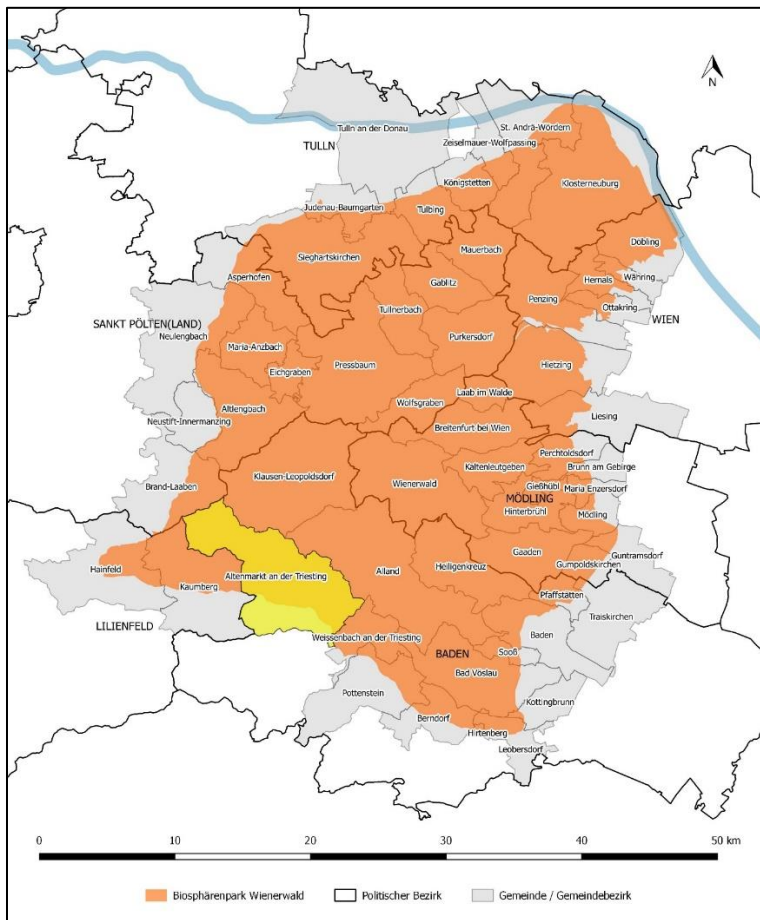 N
Tulln an der Donau
St. Andrä-Wördern
TULLN
Zeiselmauer-Wolfpassing
Königstetten
Klosterneuburg
Judenau-Baumgarten
Tulbing
Döbling
Sieghartskirchen
Mauerbach
Asperhofen
Gablitz
Hernals
Währing
Penzing
Ottakring
Tullnerbach
WIEN
SANKT PÖLTEN(LAND)
Neulengbach
Purkersdorf
Maria-Anzbach
Pressbaum
Hietzing
Eichgraben
Laab im Walde
Wolfsgraben
Altlengbach
Liesing
Neustift-Innermanzing
Breitenfurt bei Wien
Perchtoldsdorf
Brunn am Gebirge
Kaltenleutgeben
Klausen-Leopoldsdorf
Wienerwald
Brand-Laaben
Gießhübl
Maria Enzersdorf
MÖDLING
Hinterbrühl
Mödling
Gaaden
Guntramsdorf
Gumpoldskirchen
Hainfeld
Alland
Heiligenkreuz
Altenmarkt an der Triesting
Kaumberg
Pfaffstätten
Traiskirchen
LILIENFELD
Weissenbach an der Triesting
Baden
BADEN
Sooß
Bad Vöslau
Pottenstein
Kottingbrunn
Berndorf
Hirtenberg
Leobersdorf
0 10 20 30 40 50 km
Biosphärenpark Wienerwald Politischer Bezirk Gemeinde / Gemeindebezirk